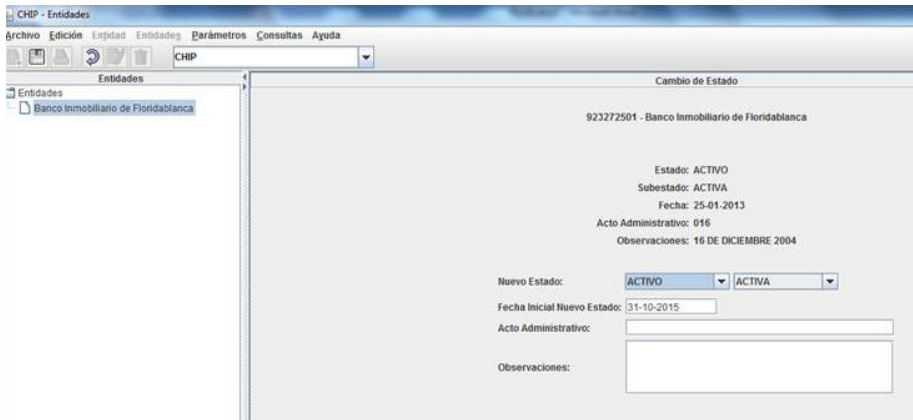 CHIP - Entidades
Archivo Edición Entidad Entidades Parámetros Consultas Ayuda
CHIP
Entidades
Entidades
Banco Inmobiliario de Floridablanca
Cambio de Estado
923272501 - Banco Inmobiliario de Floridablanca
Estado: ACTIVO
Subestado: ACTIVA
Fecha: 25-01-2013
Acto Administrativo: 016
Observaciones: 16 DE DICIEMBRE 2004
Nuevo Estado: ACTIVO ACTIVA
Fecha Inicial Nuevo Estado: 31-10-2015
Acto Administrativo:
Observaciones: